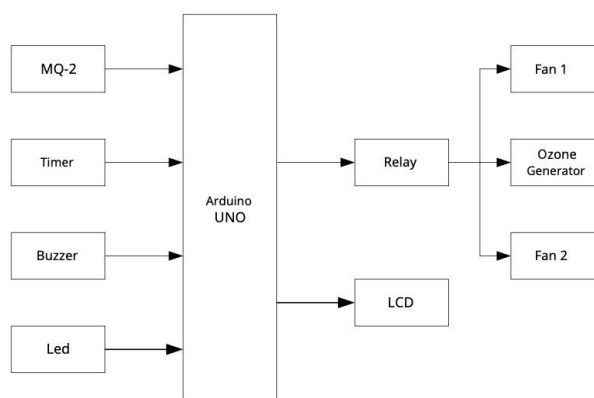 MQ-2
Timer
Buzzer
Led
Arduino
UNO
Relay
LCD
Fan 1
Ozone
Generator
Fan 2